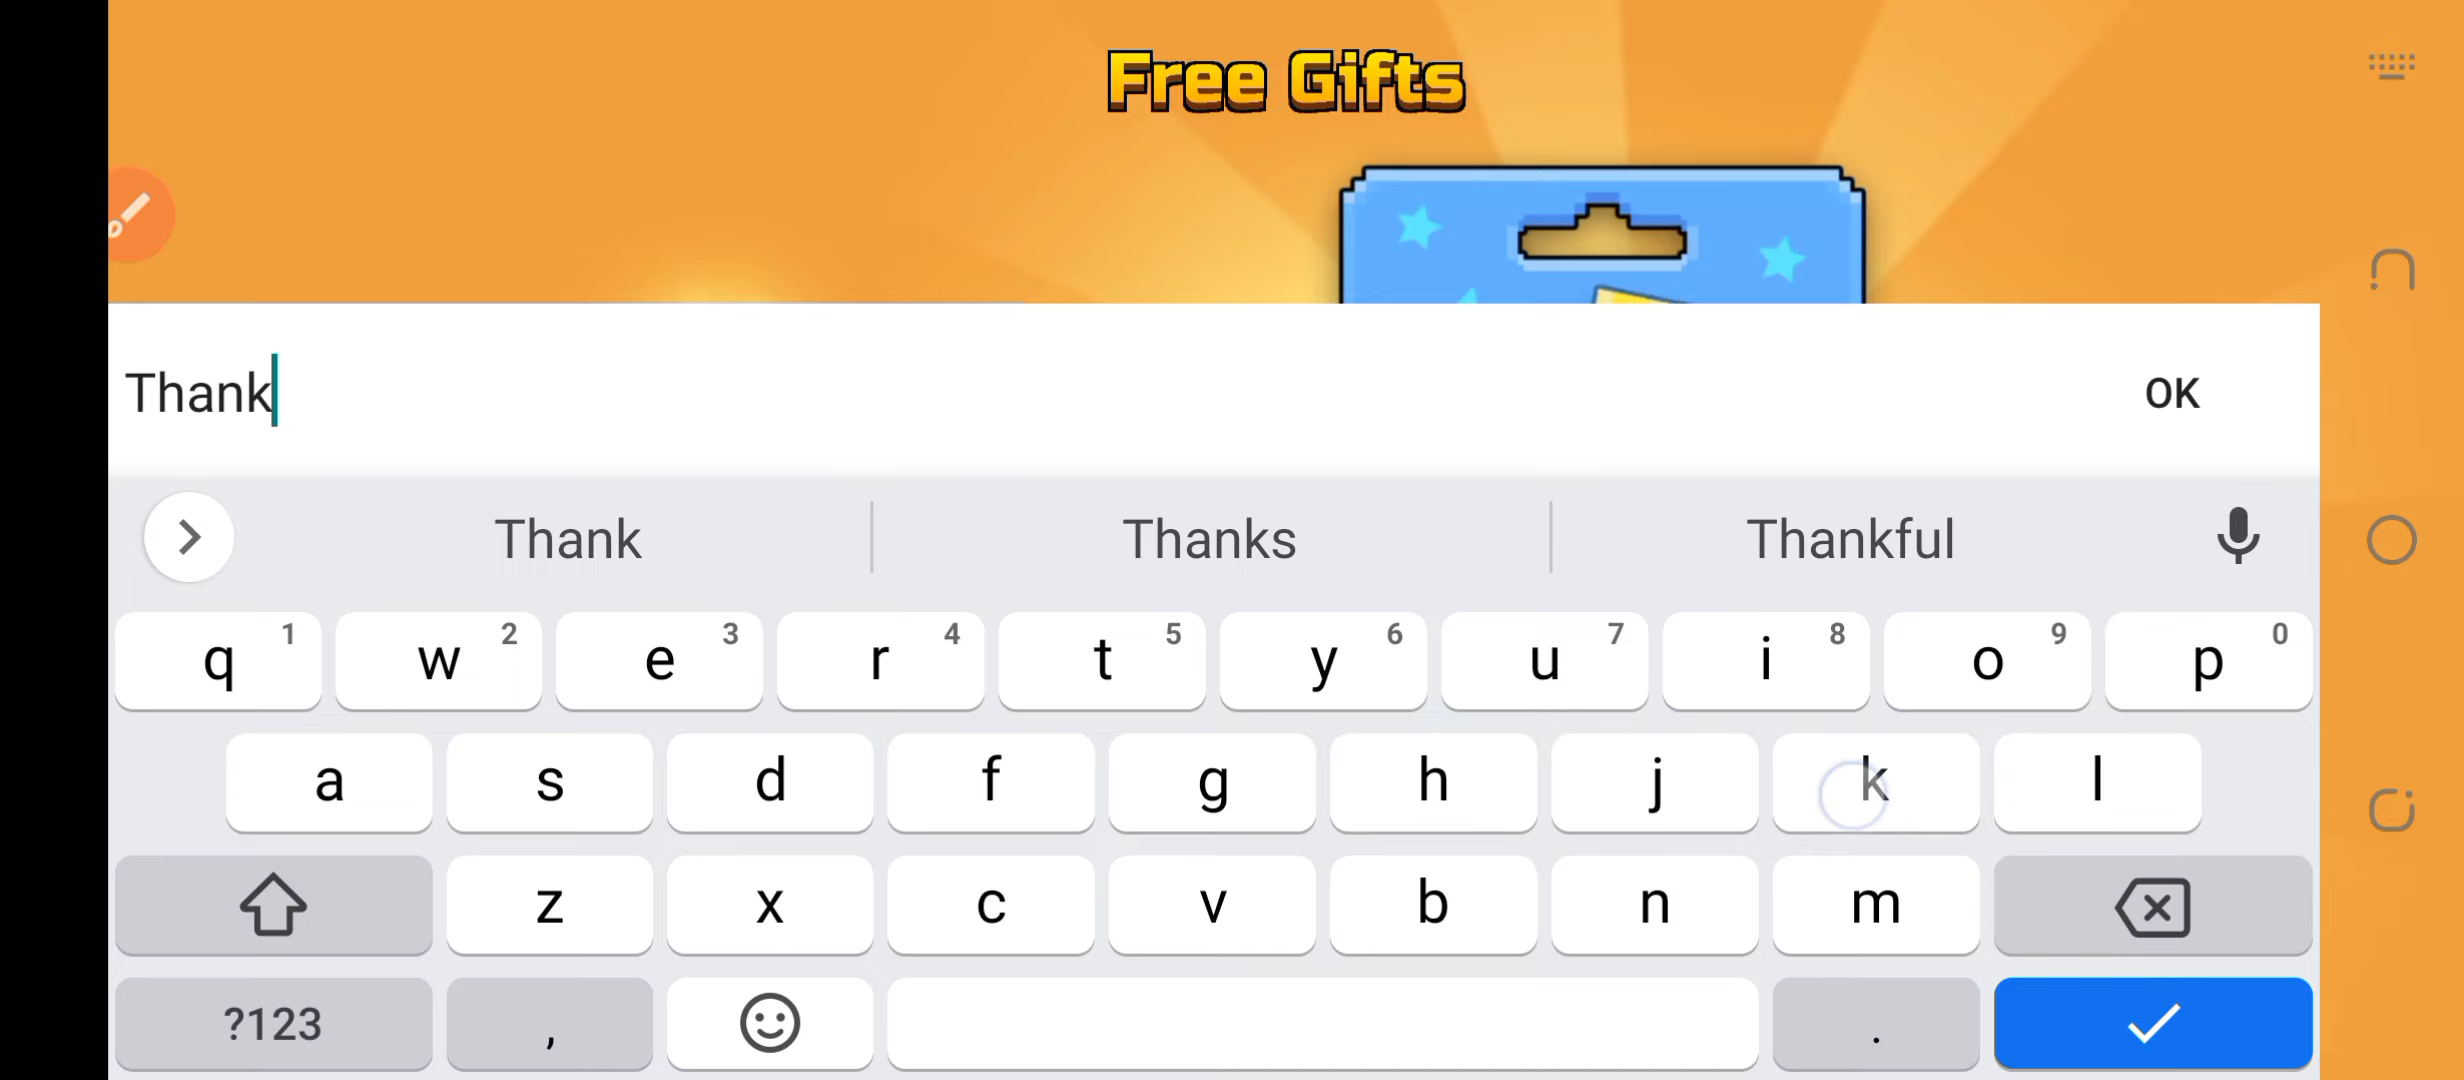 Free Gifts
Thank
OK
Thank Thanks Thankful
q 1 w 2 e 3 r 4 t 5 y 6 u 7 i 8 o 9 p 0
a s d f g h j k l
z x c v b n m
?123 , .